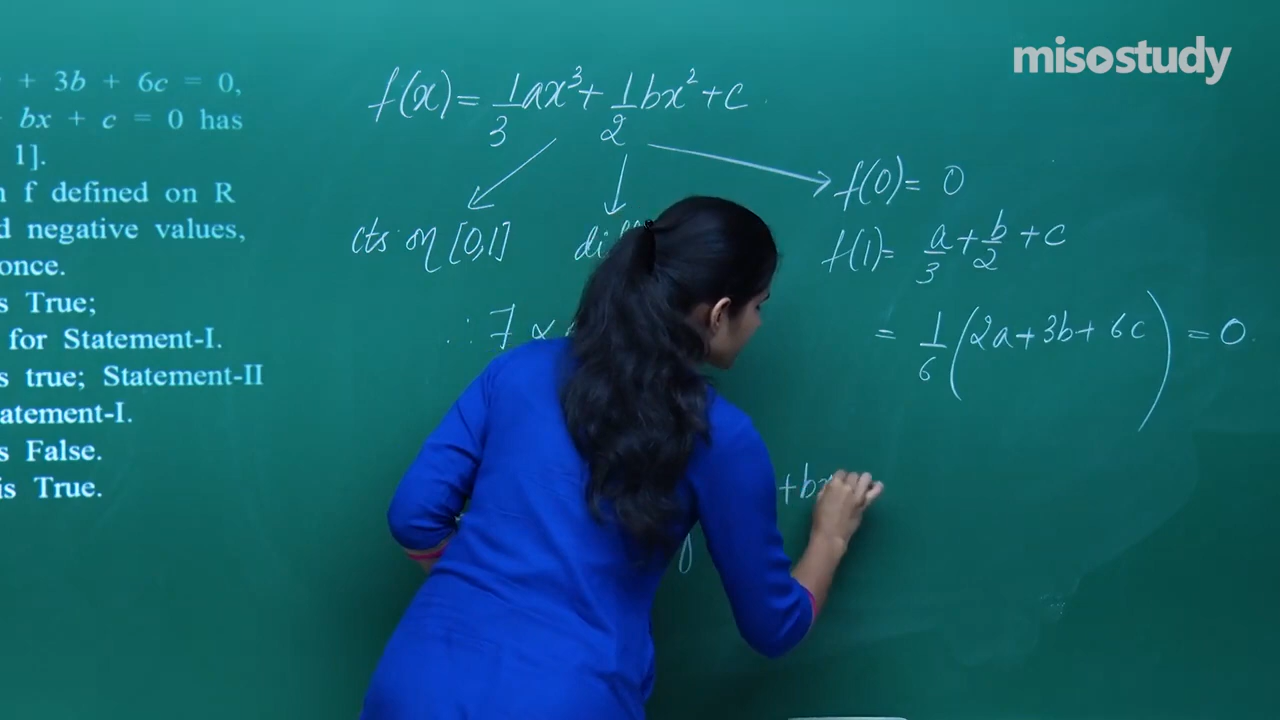 misostudy
+ 3b + 6c = 0,
bx + c = 0 has
1].
f defined on R
negative values,
once.
True;
for Statement-I.
true; Statement-II
False.
is True.
f(x) = 1/3 ax³ + 1/2 bx² + c
cts on [0,1]
f(0) = 0
f(1) = a/3 + b/2 + c
= 1/6 (2a + 3b + 6c) = 0.
∴ ∃ α
+ bx